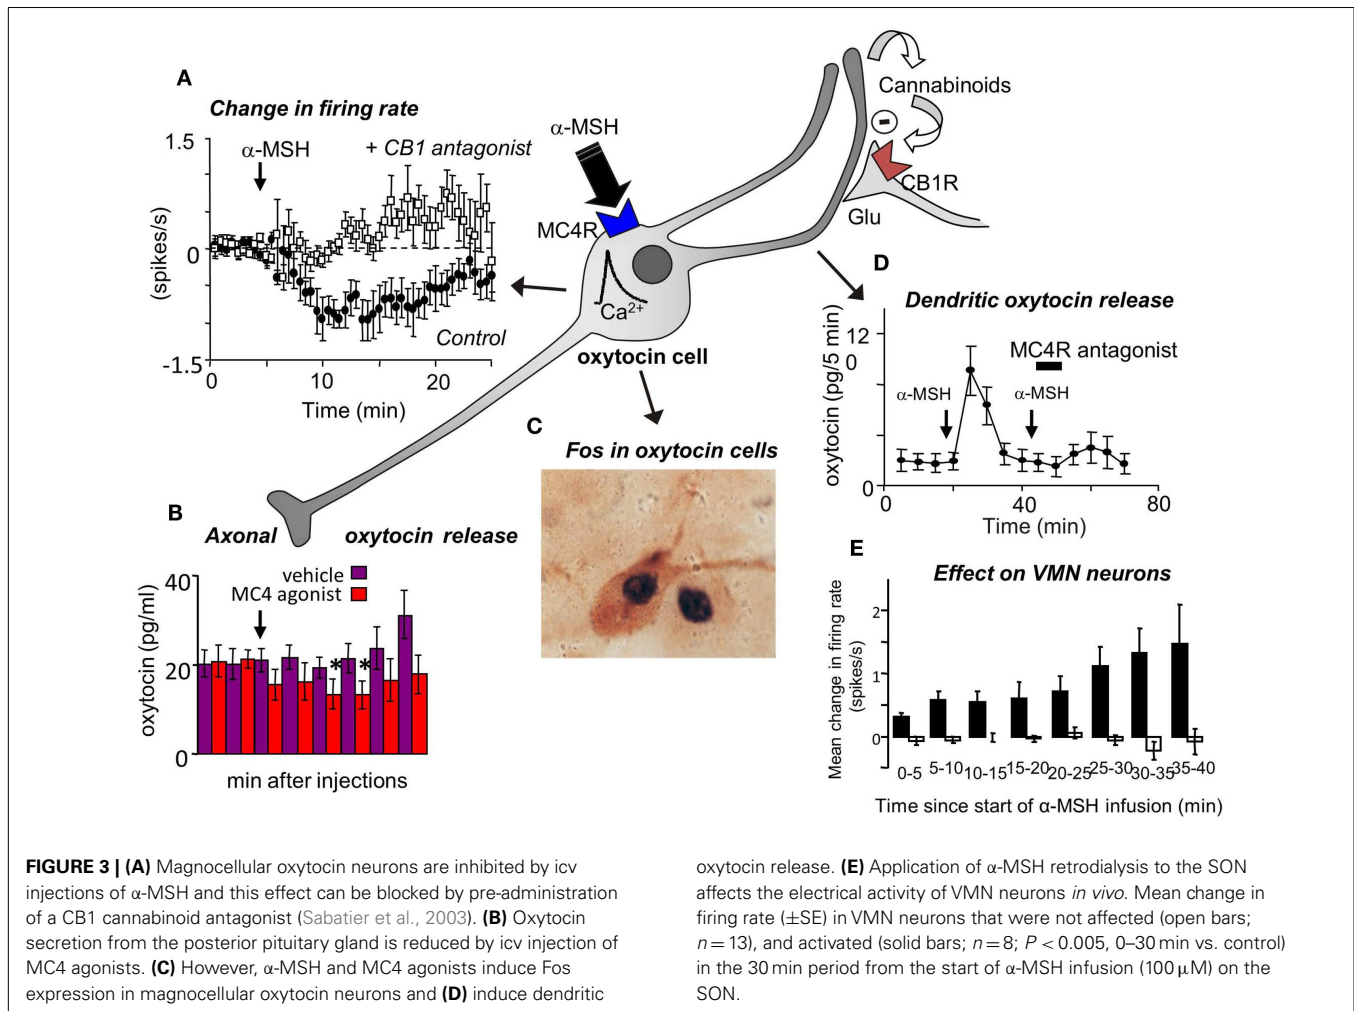 A
Change in firing rate
1.5
α-MSH
+ CB1 antagonist
(spikes/s)
0
Control
-1.5
0
10
20
Time (min)
α-MSH
MC4R
Ca2+
oxytocin cell
Cannabinoids
CB1R
Glu
D
Dendritic oxytocin release
oxytocin (pg/5 min)
12
0
MC4R antagonist
α-MSH
α-MSH
0
0
40
80
Time (min)
C
Fos in oxytocin cells
B
Axonal oxytocin release
40
vehicle
MC4 agonist
oxytocin (pg/ml)
20
* *
0
min after injections
E
Effect on VMN neurons
Mean change in firing rate
(spikes/s)
2
1
0
0-5 5-10 10-15 15-20 20-25 25-30 30-35 35-40
Time since start of α-MSH infusion (min)
FIGURE 3 | (A) Magnocellular oxytocin neurons are inhibited by icv
injections of α-MSH and this effect can be blocked by pre-administration
of a CB1 cannabinoid antagonist (Sabatier et al., 2003). (B) Oxytocin
secretion from the posterior pituitary gland is reduced by icv injection of
MC4 agonists. (C) However, α-MSH and MC4 agonists induce Fos
expression in magnocellular oxytocin neurons and (D) induce dendritic
oxytocin release. (E) Application of α-MSH retrodialysis to the SON
affects the electrical activity of VMN neurons in vivo. Mean change in
firing rate (±SE) in VMN neurons that were not affected (open bars;
n = 13), and activated (solid bars; n = 8; P < 0.005, 0–30 min vs. control)
in the 30 min period from the start of α-MSH infusion (100 μM) on the
SON.